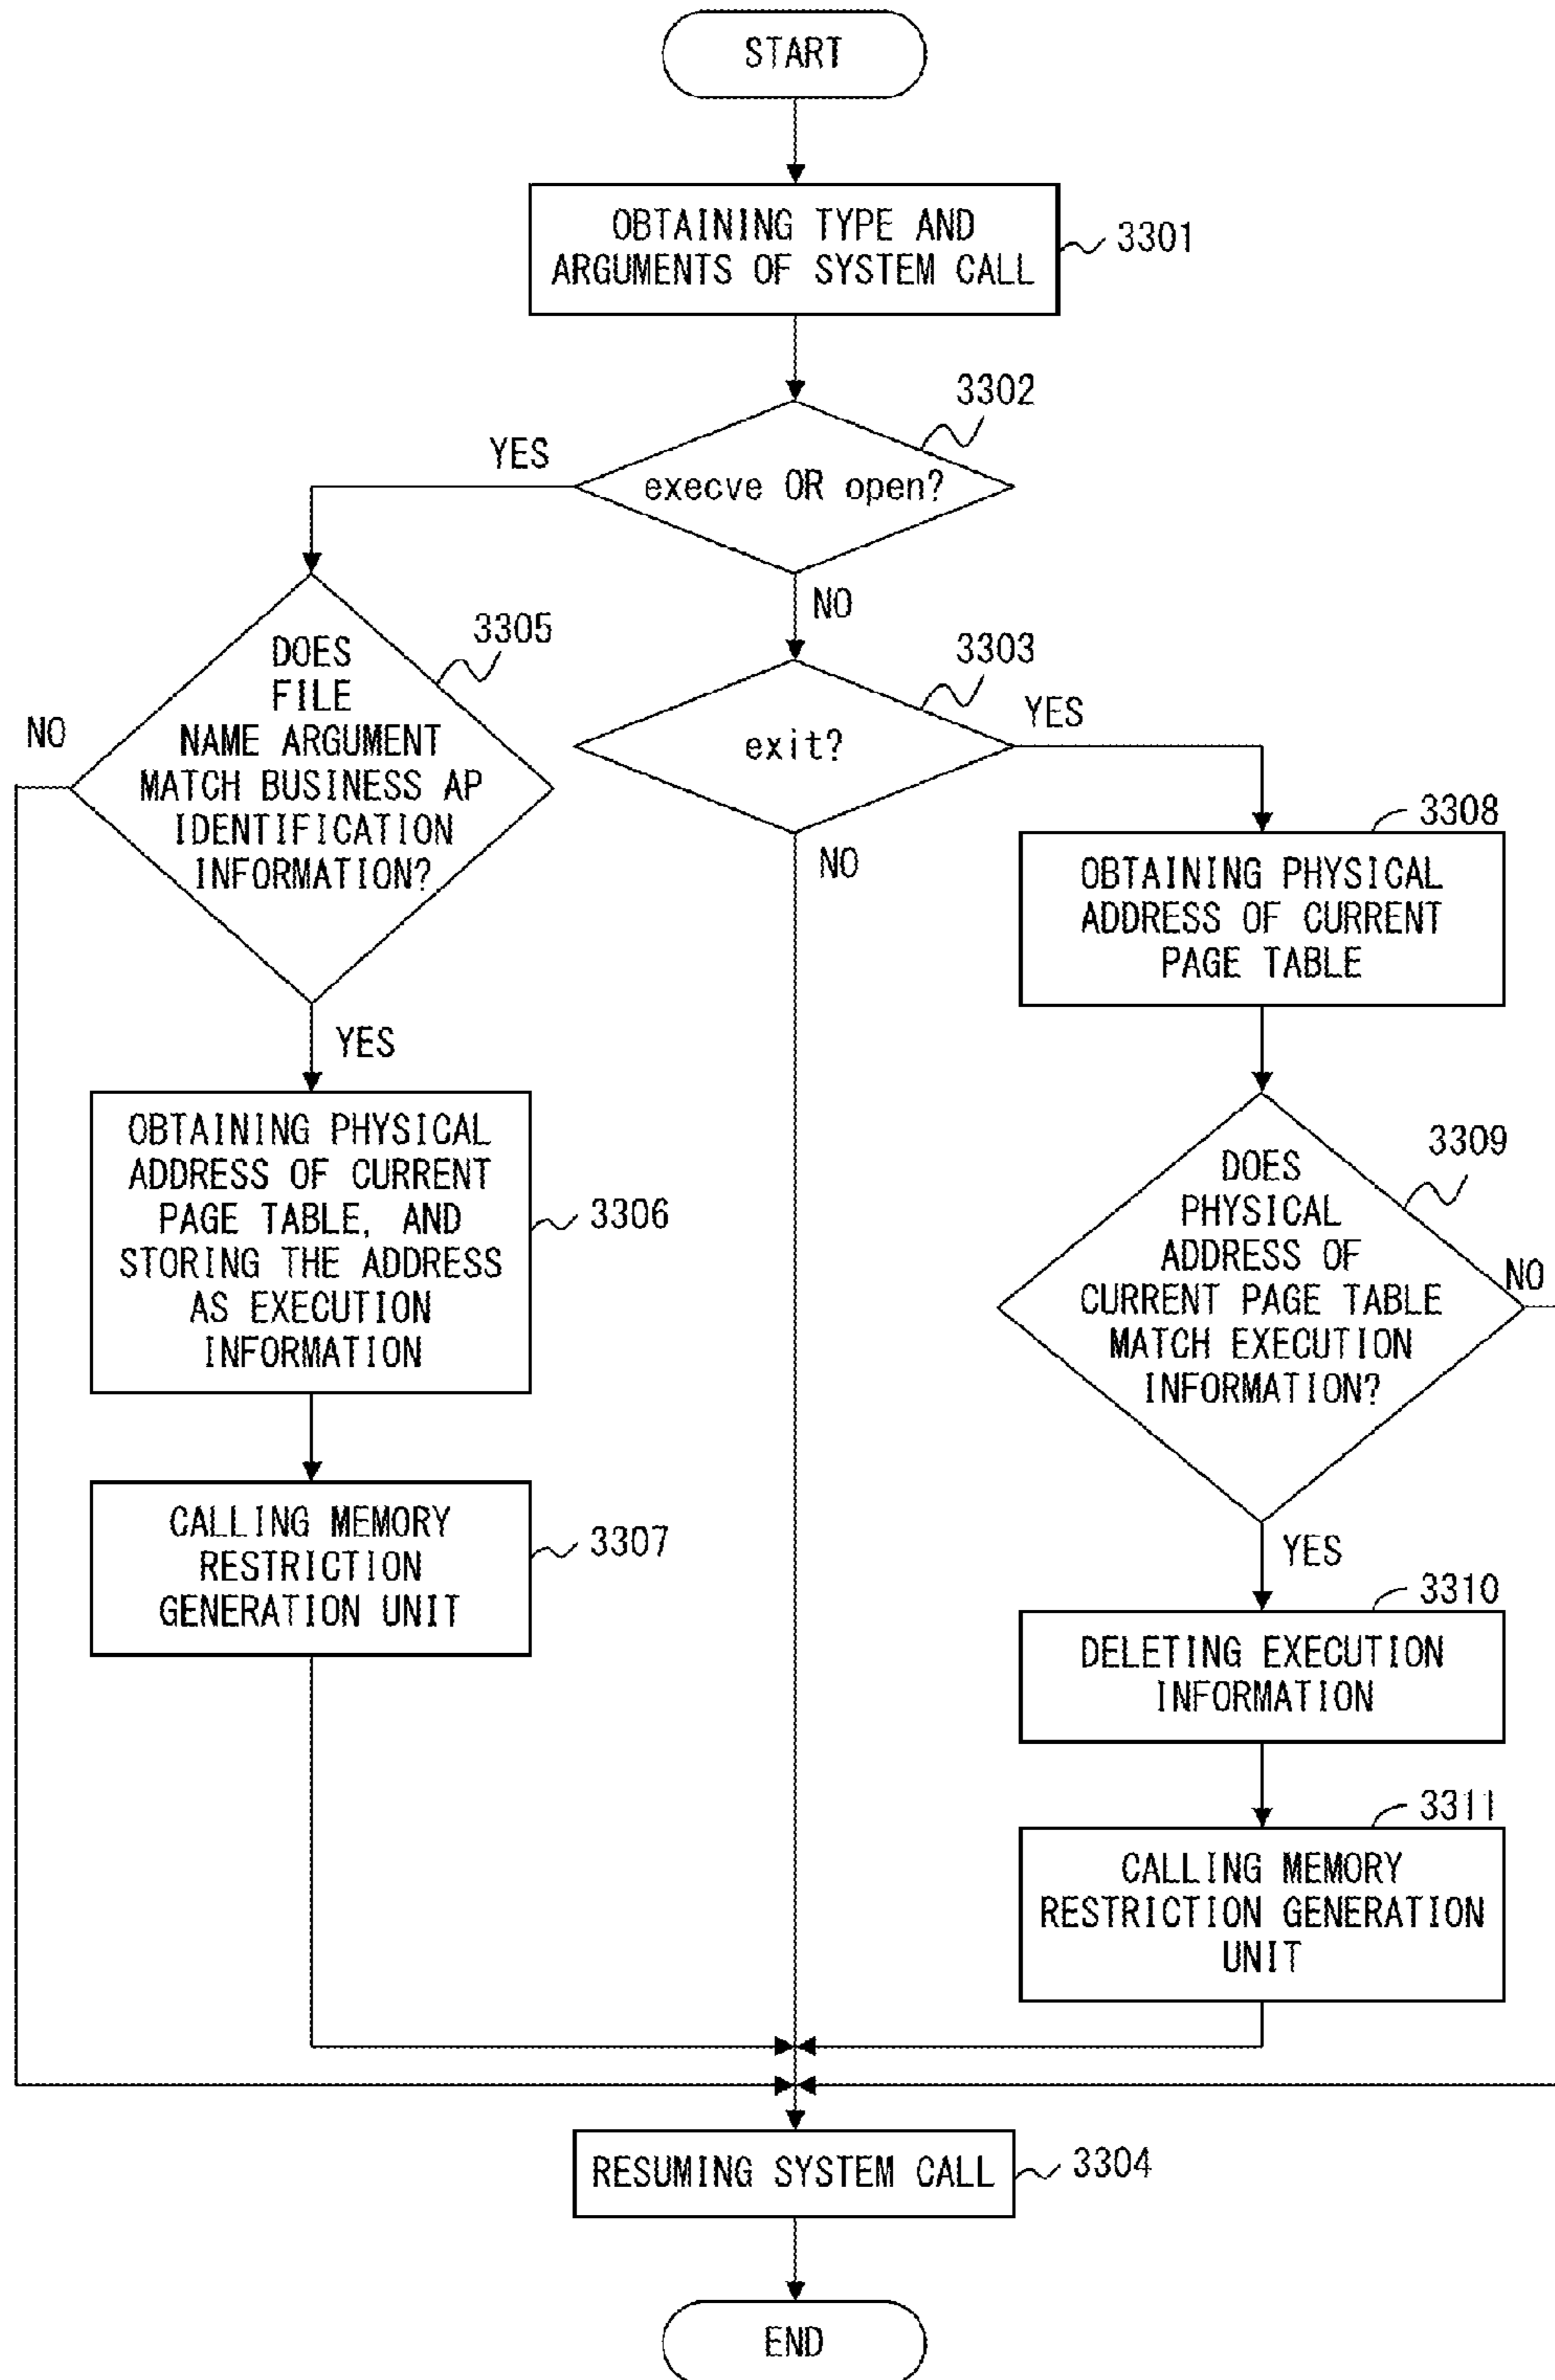 START
OBTAINING TYPE AND
ARGUMENTS OF SYSTEM CALL
3301
3302
YES
execve OR open?
NO
3305
DOES
FILE
NAME ARGUMENT
MATCH BUSINESS AP
IDENTIFICATION
INFORMATION?
NO
YES
3303
exit?
YES
NO
3308
OBTAINING PHYSICAL
ADDRESS OF CURRENT
PAGE TABLE
OBTAINING PHYSICAL
ADDRESS OF CURRENT
PAGE TABLE, AND
STORING THE ADDRESS
AS EXECUTION
INFORMATION
3306
3309
DOES
PHYSICAL
ADDRESS OF
CURRENT PAGE TABLE
MATCH EXECUTION
INFORMATION?
NO
YES
CALLING MEMORY
RESTRICTION
GENERATION UNIT
3307
3310
DELETING EXECUTION
INFORMATION
3311
CALLING MEMORY
RESTRICTION GENERATION
UNIT
RESUMING SYSTEM CALL
3304
END